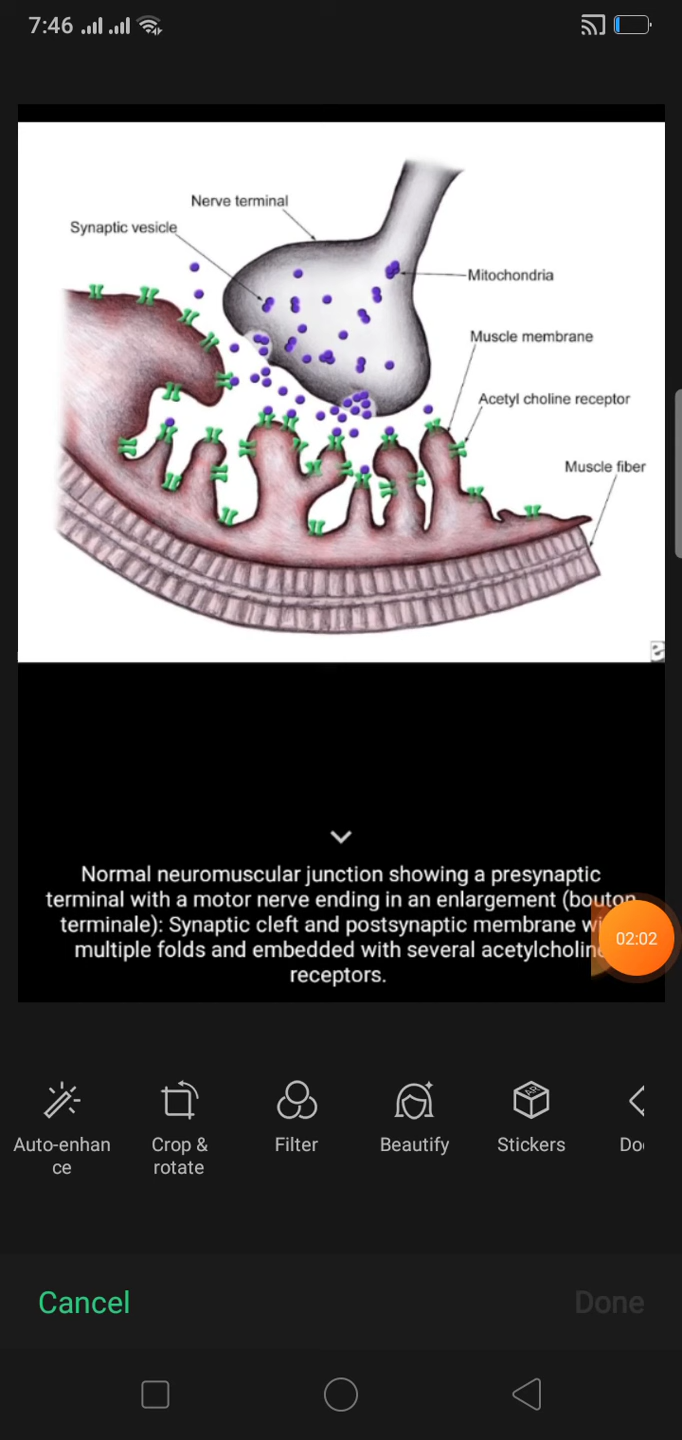 7:46
Nerve terminal
Synaptic vesicle
Mitochondria
Muscle membrane
Acetyl choline receptor
Muscle fiber
Normal neuromuscular junction showing a presynaptic
terminal with a motor nerve ending in an enlargement (bouton
terminale): Synaptic cleft and postsynaptic membrane
multiple folds and embedded with several acetylcholine
receptors.
02:02
Auto-enhan
ce
Crop &
rotate
Filter
Beautify
Stickers
Cancel
Done